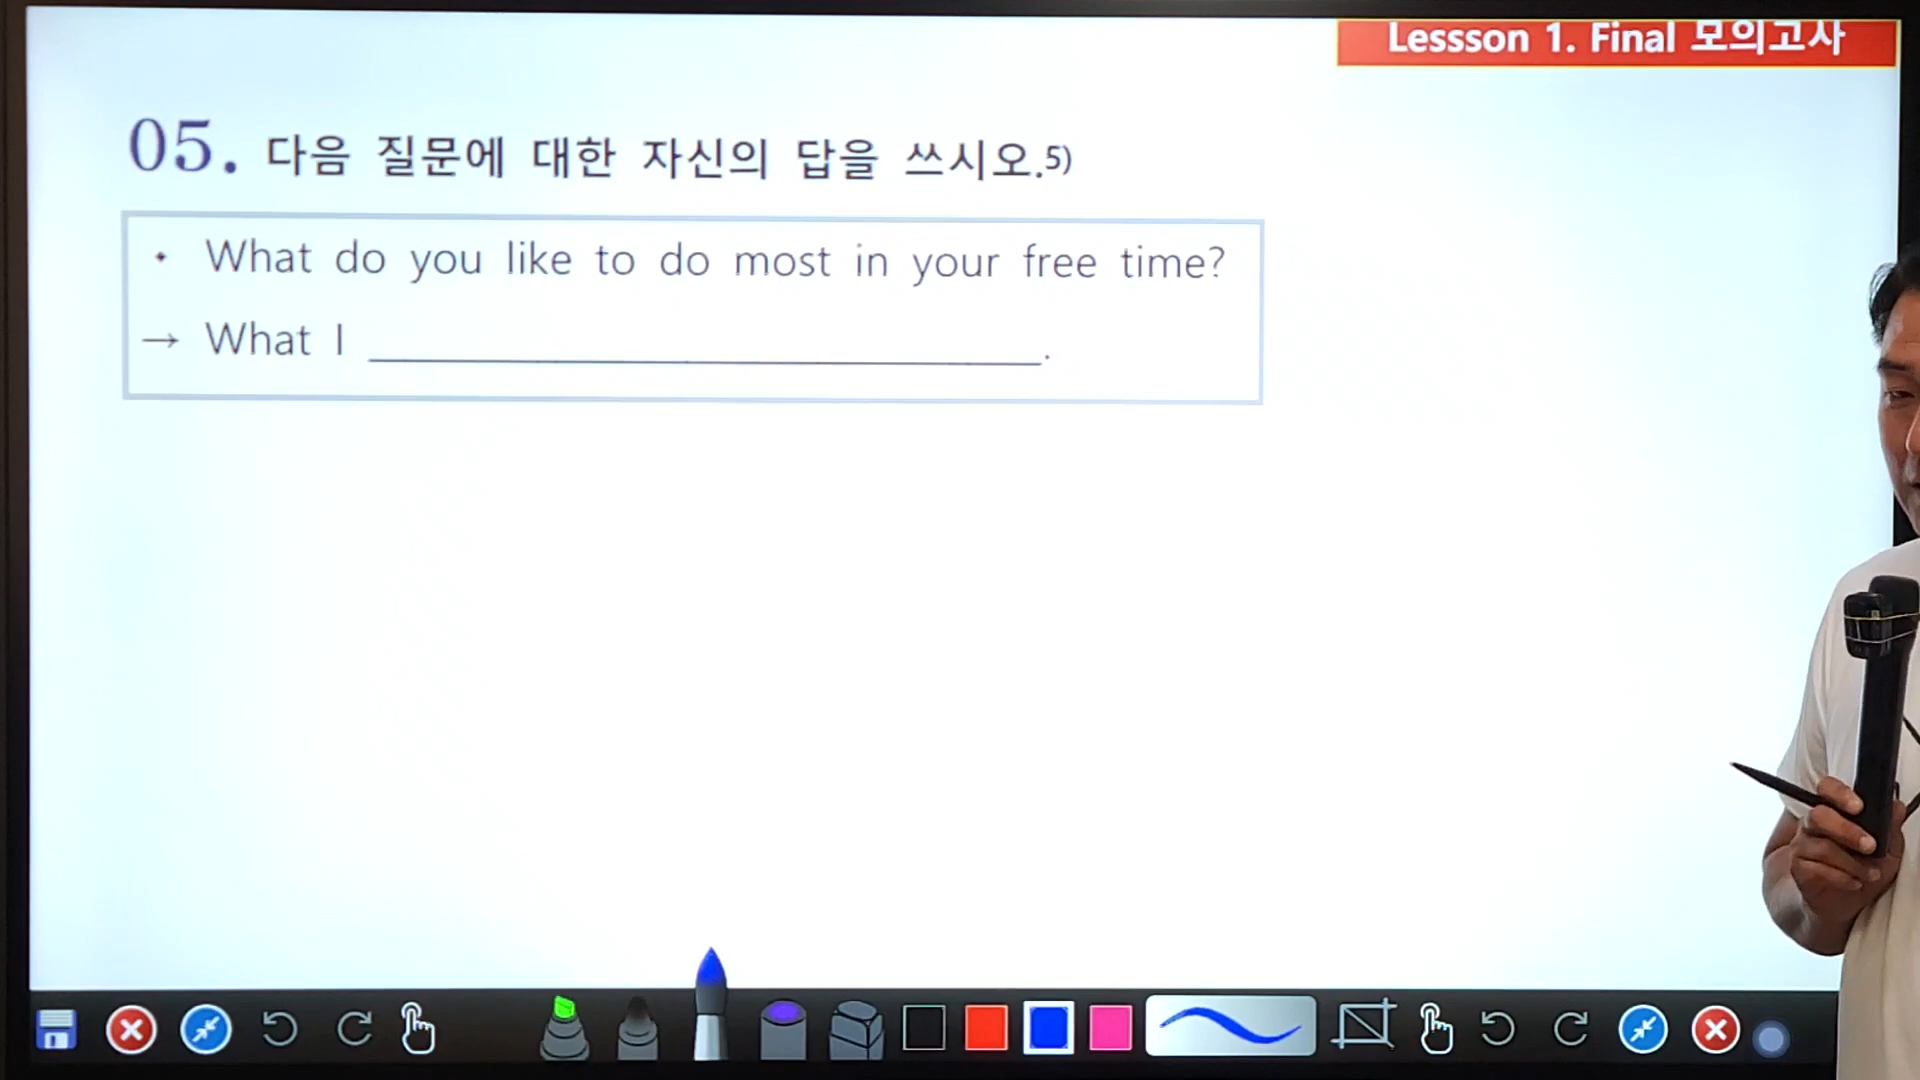 Lessson 1. Final 모의고사
05. 다음 질문에 대한 자신의 답을 쓰시오.5)
• What do you like to do most in your free time?
→ What I ______________________________.